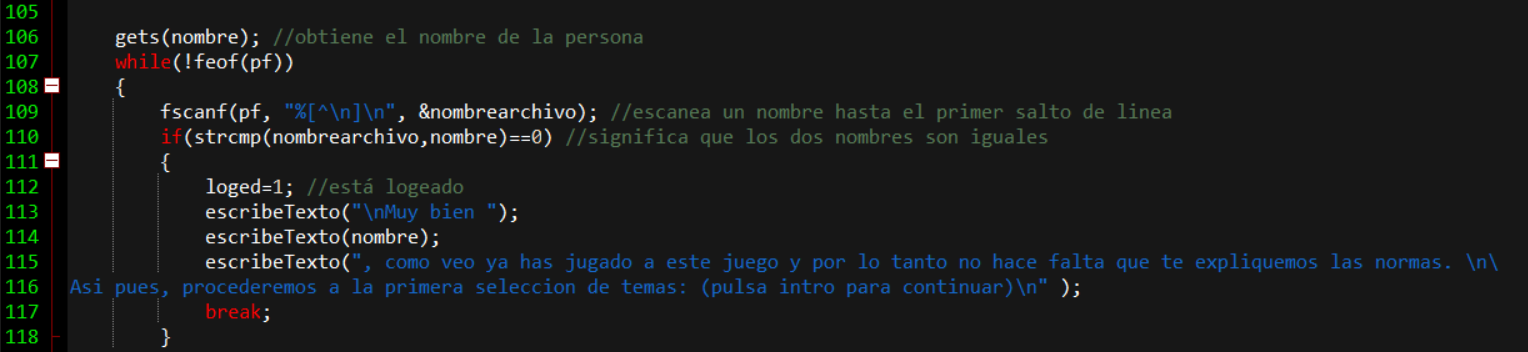 105
106 gets(nombre); //obtiene el nombre de la persona
107 while(!feof(pf))
108 {
109 fscanf(pf, "%[^\n]\n", &nombrearchivo); //escanea un nombre hasta el primer salto de linea
110 if(strcmp(nombrearchivo,nombre)==0) //significa que los dos nombres son iguales
111 {
112 loged=1; //está logeado
113 escribeTexto("\nMuy bien ");
114 escribeTexto(nombre);
115 escribeTexto(", como veo ya has jugado a este juego y por lo tanto no hace falta que te expliquemos las normas. \n\
116 Asi pues, procederemos a la primera seleccion de temas: (pulsa intro para continuar)\n" );
117 break;
118 }